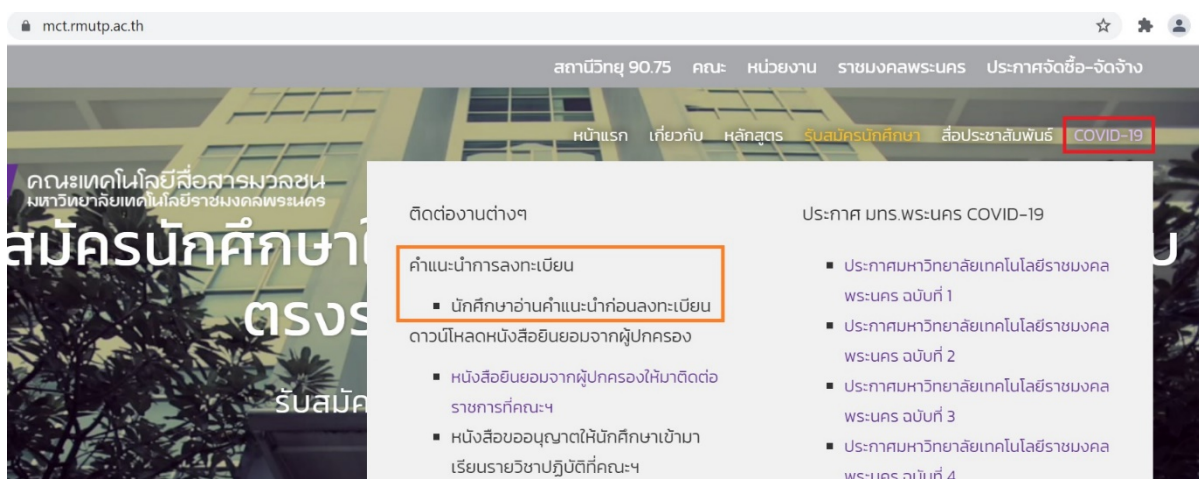 mct.rmutp.ac.th
สถานีวิทยุ 90.75 คณะ หน่วยงาน ราชมงคลพระนคร ประกาศจัดซื้อ-จัดจ้าง
หน้าแรก เกี่ยวกับ หลักสูตร รับสมัครนักศึกษา สื่อประชาสัมพันธ์ COVID-19
คณะเทคโนโลยีสื่อสารมวลชน
มหาวิทยาลัยเทคโนโลยีราชมงคลพระนคร
สมัครนักศึกษา
ตรง
รับสมัค
ติดต่องานต่างๆ
คำแนะนำการลงทะเบียน
▪ นักศึกษาอ่านคำแนะนำก่อนลงทะเบียน
ดาวน์โหลดหนังสือยินยอมจากผู้ปกครอง
▪ หนังสือยินยอมจากผู้ปกครองให้มาติดต่อ
ราชการที่คณะฯ
▪ หนังสือขออนุญาตให้นักศึกษาเข้ามา
เรียนรายวิชาปฏิบัติที่คณะฯ
ประกาศ มทร.พระนคร COVID-19
▪ ประกาศมหาวิทยาลัยเทคโนโลยีราชมงคล
พระนคร ฉบับที่ 1
▪ ประกาศมหาวิทยาลัยเทคโนโลยีราชมงคล
พระนคร ฉบับที่ 2
▪ ประกาศมหาวิทยาลัยเทคโนโลยีราชมงคล
พระนคร ฉบับที่ 3
▪ ประกาศมหาวิทยาลัยเทคโนโลยีราชมงคล
พระนคร ฉบับที่ 4